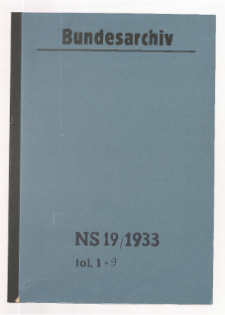 Bundesarchiv
NS 19/1933
fol. 1-9